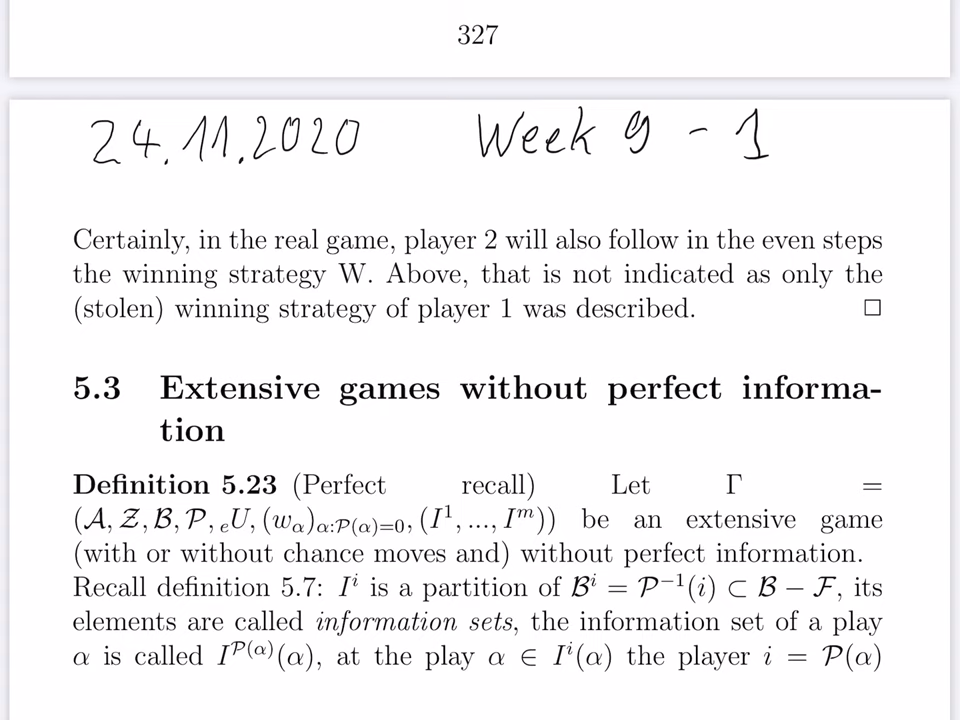 327
24.11.2020 Week 9 - 1
Certainly, in the real game, player 2 will also follow in the even steps
the winning strategy W. Above, that is not indicated as only the
(stolen) winning strategy of player 1 was described. □
5.3 Extensive games without perfect informa-
tion
Definition 5.23 (Perfect recall) Let Γ =
(𝒜, 𝒵, ℬ, 𝒫, ₑU, (w_α)_{α:𝒫(α)=0}, (I¹, ..., Iᵐ)) be an extensive game
(with or without chance moves and) without perfect information.
Recall definition 5.7: Iⁱ is a partition of ℬⁱ = 𝒫⁻¹(i) ⊂ ℬ − ℱ, its
elements are called information sets, the information set of a play
α is called I^{𝒫(α)}(α), at the play α ∈ Iⁱ(α) the player i = 𝒫(α)